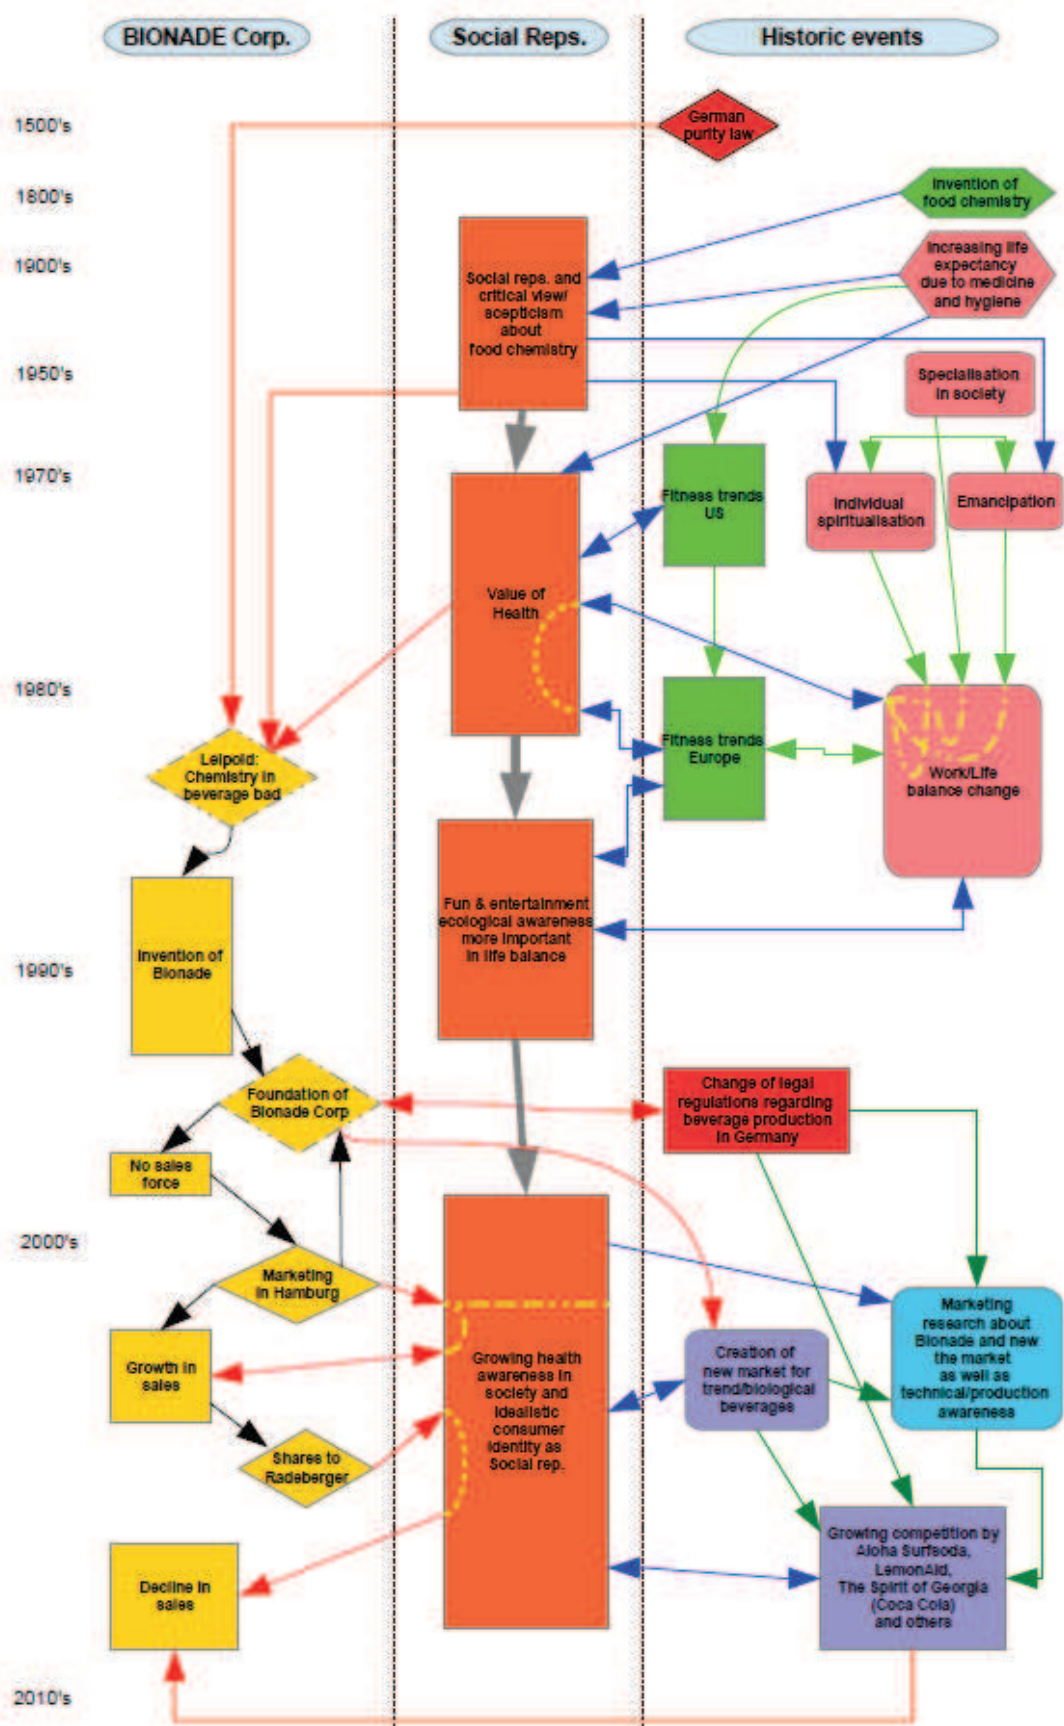 BIONADE Corp.
Social Reps.
Historic events
1500's
German
purity law
1800's
Invention of
food chemistry
1900's
Increasing life
expectancy
due to medicine
and hygiene
Social reps. and
critical view/
scepticism
about
food chemistry
1950's
Specialisation
in society
1970's
Fitness trends
US
Individual
spiritualisation
Emancipation
Value of
Health
1980's
Leipold:
Chemistry in
beverage bad
Fitness trends
Europe
Work/Life
balance change
Fun & entertainment
ecological awareness
more important
in life balance
Invention of
Bionade
1990's
Foundation of
Bionade Corp
Change of legal
regulations regarding
beverage production
in Germany
No sales
force
2000's
Marketing
in Hamburg
Marketing
research about
Bionade and new
the market
as well as
technical/production
awareness
Growth in
sales
Growing health
awareness in
society and
idealistic
consumer
identity as
Social rep.
Creation of
new market for
trend/biological
beverages
Shares to
Radeberger
Decline in
sales
Growing competition by
Aloha Surfsoda,
LemonAid,
The Spirit of Georgia
(Coca Cola)
and others
2010's